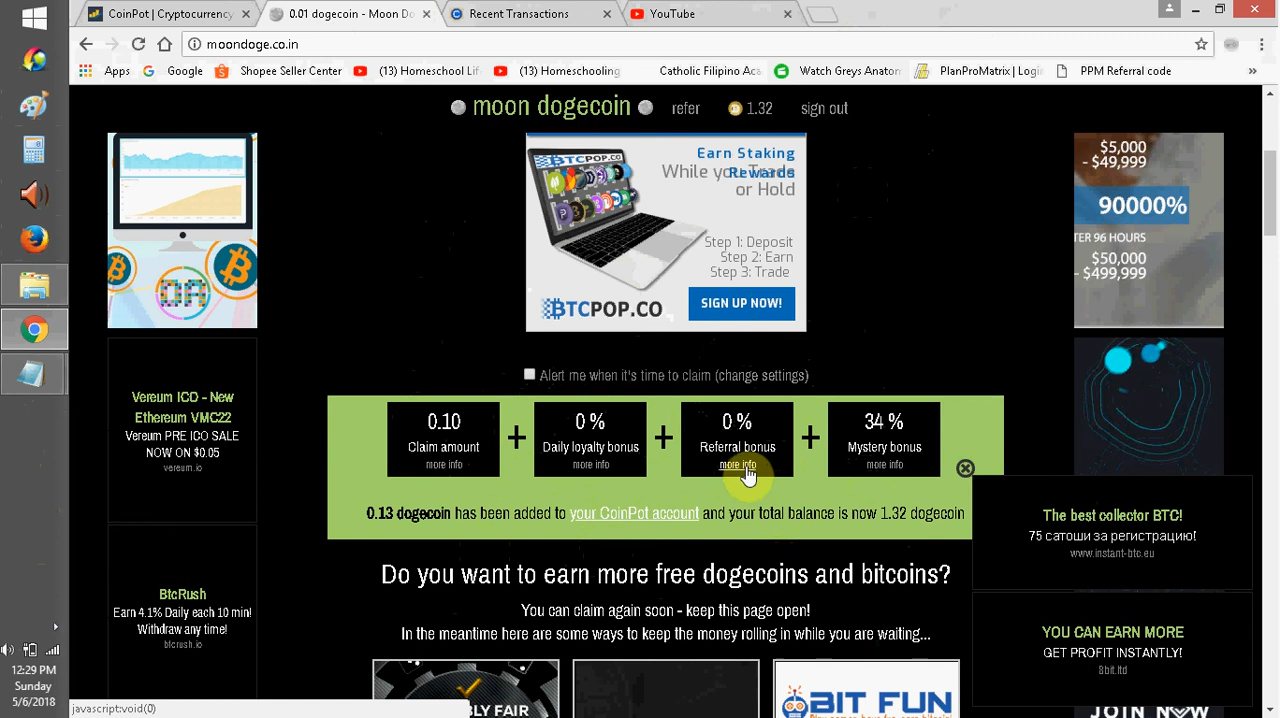 CoinPot | Cryptocurrency
0.01 dogecoin - Moon Do
Recent Transactions
YouTube
moondoge.co.in
Apps
Google
Shopee Seller Center
(13) Homeschool Lif
(13) Homeschooling
Catholic Filipino Aca
Watch Greys Anaton
PlanProMatrix | Login
PPM Referral code
»
moon dogecoin
refer
1.32
sign out
Earn Staking
Rewards
While you Trade
or Hold
Step 1: Deposit
Step 2: Earn
Step 3: Trade
BTCPOP.CO
SIGN UP NOW!
$5,000
- $49,999
90000%
TER 96 HOURS
$50,000
- $499,999
Vereum ICO - New
Ethereum VMC22
Vereum PRE ICO SALE
NOW ON $0.05
vereum.io
BtcRush
Earn 4.1% Daily each 10 min!
Withdraw any time!
btcrush.io
Alert me when it's time to claim (change settings)
0.10
Claim amount
more info
+
0 %
Daily loyalty bonus
more info
+
0 %
Referral bonus
more info
+
34 %
Mystery bonus
more info
0.13 dogecoin has been added to your CoinPot account and your total balance is now 1.32 dogecoin
Do you want to earn more free dogecoins and bitcoins?
You can claim again soon - keep this page open!
In the meantime here are some ways to keep the money rolling in while you are waiting...
BLY FAIR
BIT FUN
The best collector BTC!
75 сатоши за регистрацию!
www.instant-btc.eu
YOU CAN EARN MORE
GET PROFIT INSTANTLY!
8bit.ltd
JOIN NOW
12:29 PM
Sunday
5/6/2018
javascript:void(0)